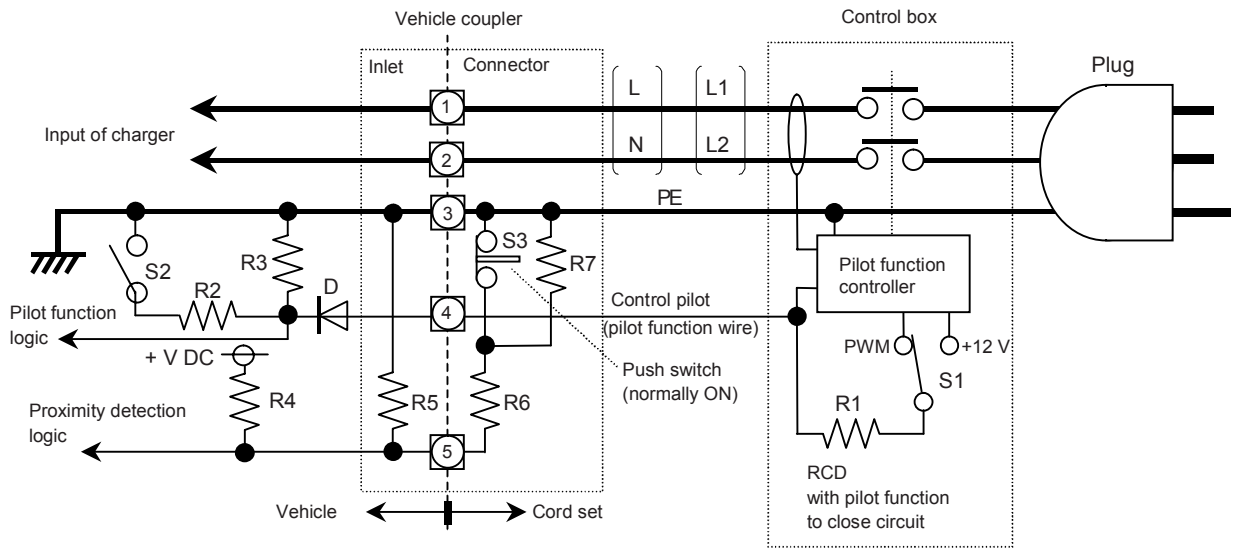 Vehicle coupler
Control box
Inlet
Connector
Plug
L
L1
N
L2
1
2
3
4
5
Input of charger
PE
S2
R3
S3
R7
R2
D
Pilot function
controller
Control pilot
(pilot function wire)
Pilot function
logic
+ V DC
PWM
+12 V
S1
Push switch
(normally ON)
R4
R5
R6
R1
Proximity detection
logic
RCD
with pilot function
to close circuit
Vehicle
Cord set